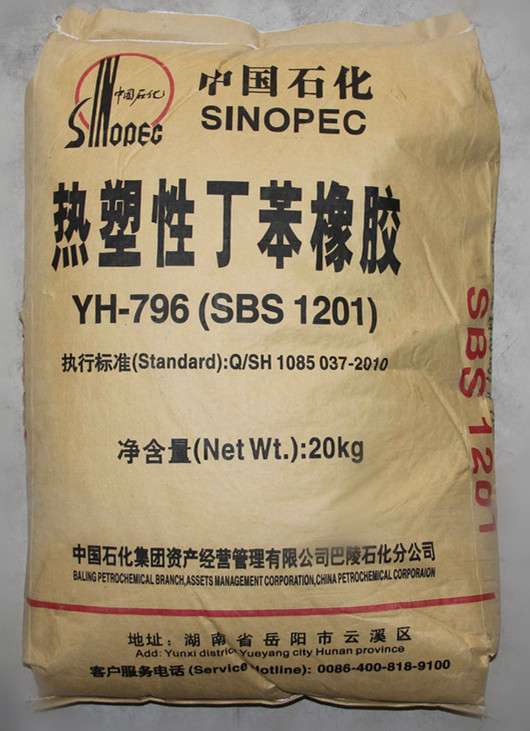 中国石化
SINOPEC
中国石化
SINOPEC
热塑性丁苯橡胶
YH-796 (SBS 1201)
执行标准(Standard):Q/SH 1085 037-2010
净含量(Net Wt.):20kg
SBS 1201
中国石化集团资产经营管理有限公司巴陵石化分公司
BALING PETROCHEMICAL BRANCH,ASSETS MANAGEMENT CORPORATION,CHINA PETROCHEMICAL CORPORAION
地址: 湖南省岳阳市云溪区
Add: Yunxi district Yueyang city Hunan province
客户服务电话 (Service Hotline): 0086-400-818-9100